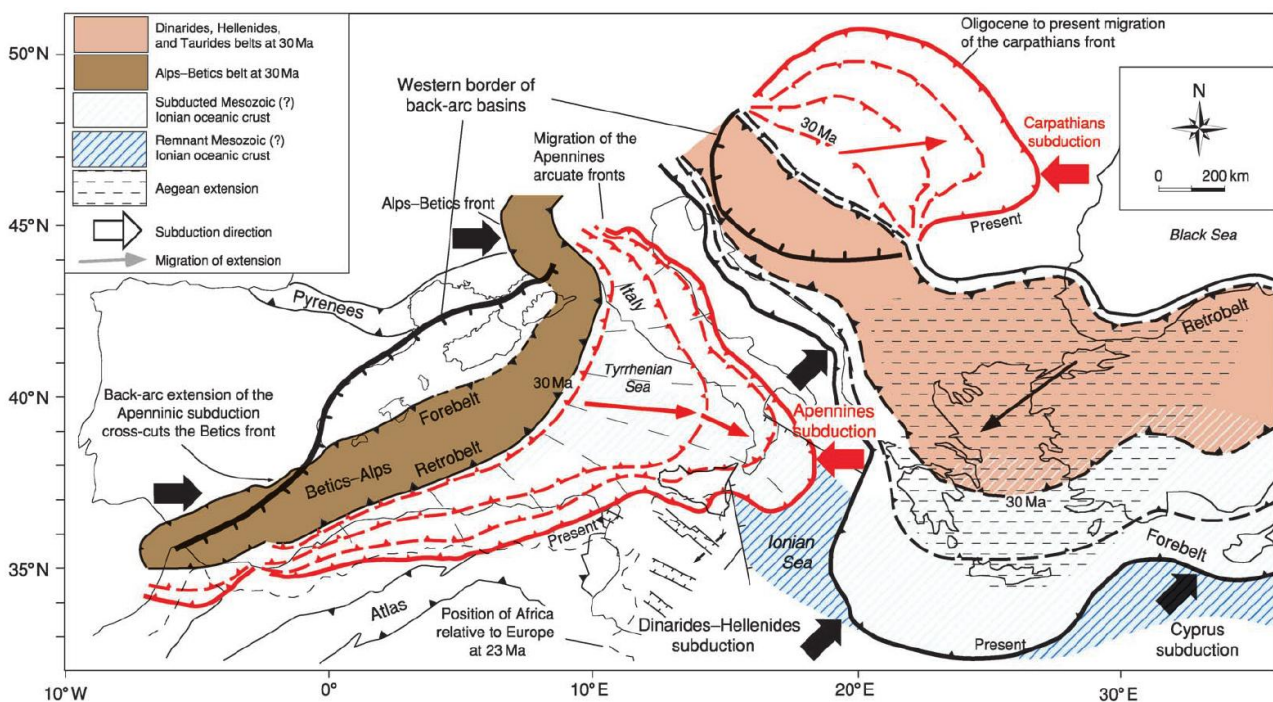 Dinarides, Hellenides,
and Taurides belts at 30 Ma
Alps–Betics belt at 30 Ma
Subducted Mesozoic (?)
Ionian oceanic crust
Remnant Mesozoic (?)
Ionian oceanic crust
Aegean extension
Subduction direction
Migration of extension
50°N
45°N
40°N
35°N
10°W
0°
10°E
20°E
30°E
Oligocene to present migration
of the carpathians front
Western border of
back-arc basins
Migration of the
Apennines
arcuate fronts
Alps–Betics front
30 Ma
Carpathians
subduction
Present
N
0 200 km
Black Sea
Pyrenees
Italy
Retrobelt
Tyrrhenian
Sea
30 Ma
Back-arc extension of the
Apenninic subduction
cross-cuts the Betics front
Forebelt
Betics–Alps
Retrobelt
Apennines
subduction
30 Ma
Present
Ionian
Sea
Forebelt
Atlas
Position of Africa
relative to Europe
at 23 Ma
Dinarides–Hellenides
subduction
Present
Cyprus
subduction